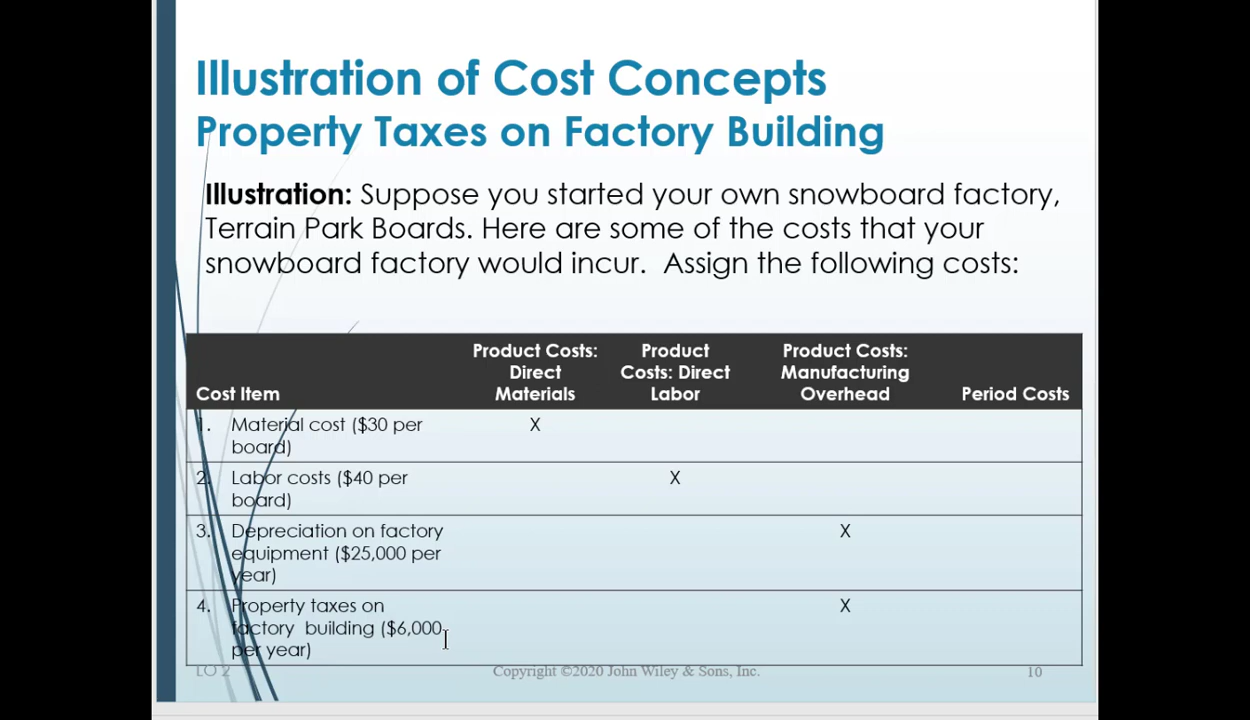 Illustration of Cost Concepts
Property Taxes on Factory Building
Illustration: Suppose you started your own snowboard factory,
Terrain Park Boards. Here are some of the costs that your
snowboard factory would incur. Assign the following costs:
Cost Item
Product Costs:
Direct
Materials
Product
Costs: Direct
Labor
Product Costs:
Manufacturing
Overhead
Period Costs
1. Material cost ($30 per
board)
X
2. Labor costs ($40 per
board)
X
3. Depreciation on factory
equipment ($25,000 per
year)
X
4. Property taxes on
factory building ($6,000
per year)
X
LO 2
Copyright ©2020 John Wiley & Sons, Inc.
10